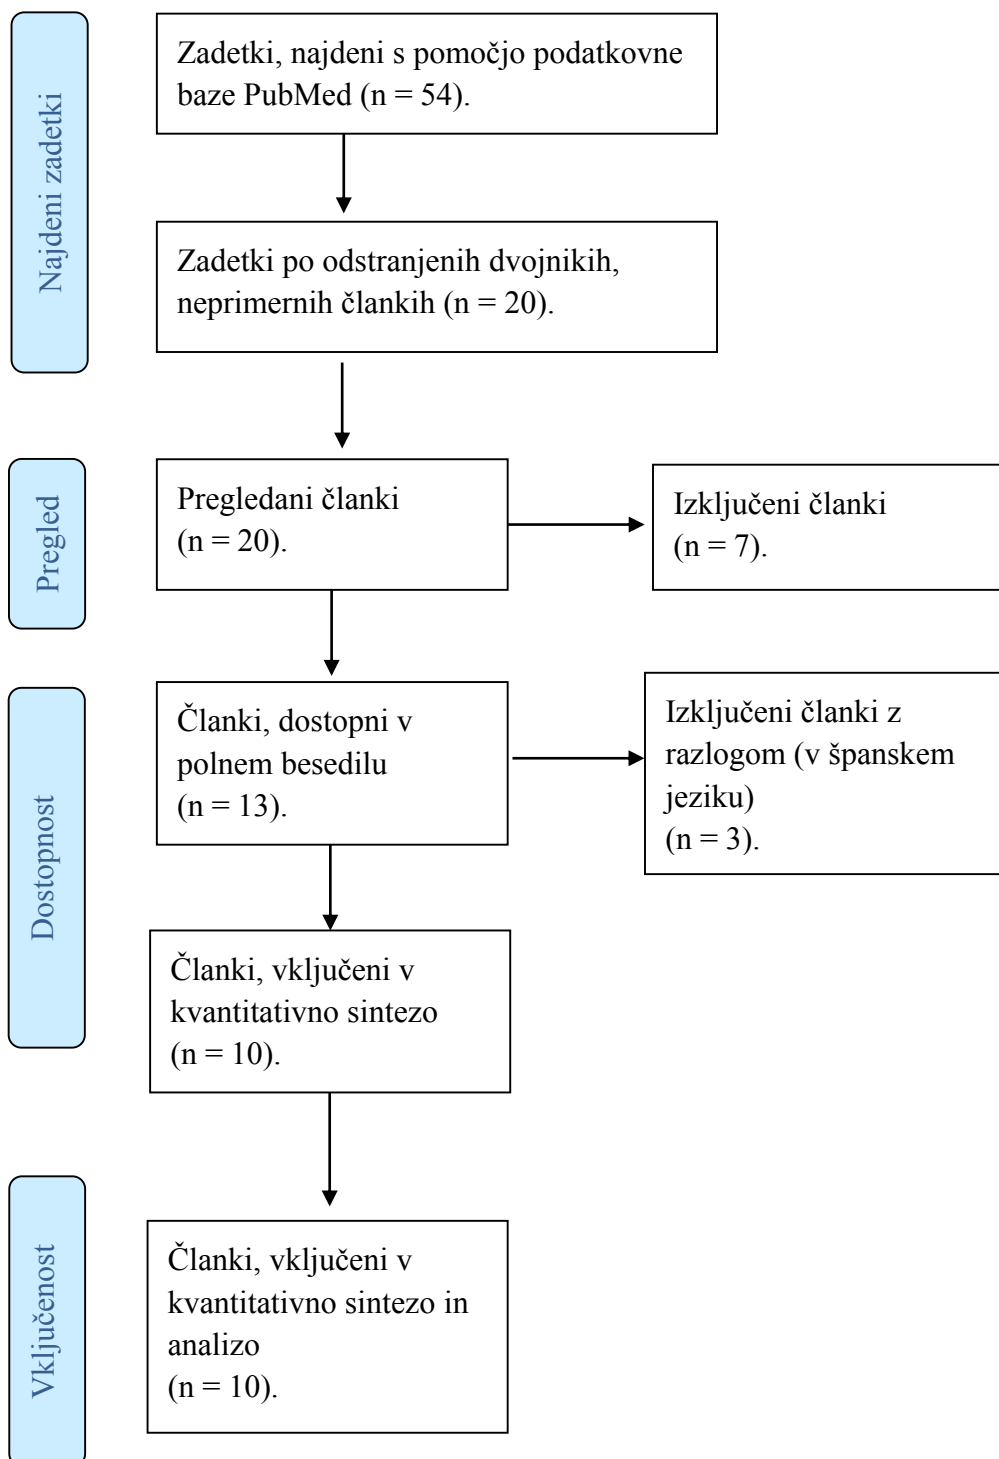 Najdeni zadetki
Zadetki, najdeni s pomočjo podatkovne
baze PubMed (n = 54).
Zadetki po odstranjenih dvojnikih,
neprimernih člankih (n = 20).
Pregled
Pregledani članki
(n = 20).
Izključeni članki
(n = 7).
Dostopnost
Članki, dostopni v
polnem besedilu
(n = 13).
Izključeni članki z
razlogom (v španskem
jeziku)
(n = 3).
Članki, vključeni v
kvantitativno sintezo
(n = 10).
Vključenost
Članki, vključeni v
kvantitativno sintezo in
analizo
(n = 10).